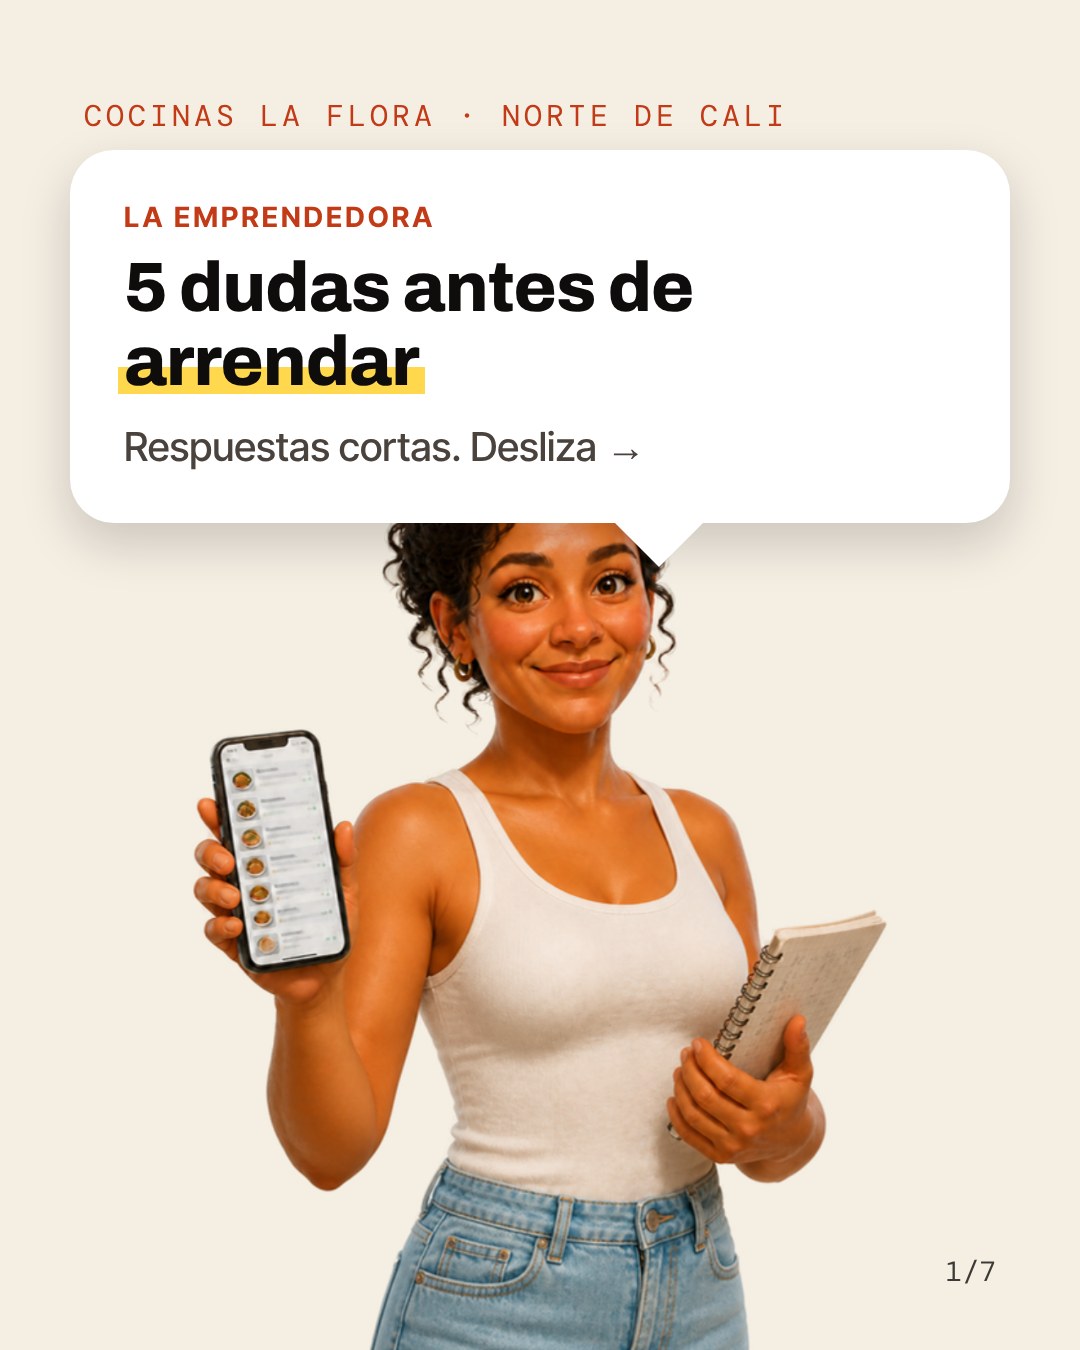 COCINAS LA FLORA · NORTE DE CALI
LA EMPRENDEDORA
5 dudas antes de
arrendar
Respuestas cortas. Desliza →
1/7